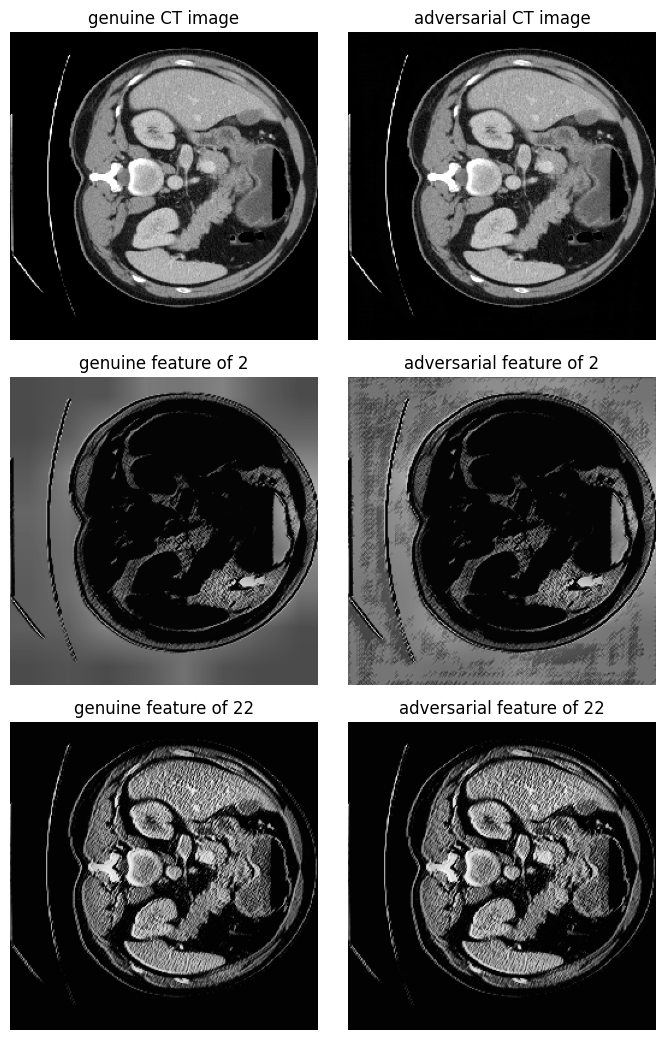 genuine CT image
adversarial CT image
genuine feature of 2
adversarial feature of 2
genuine feature of 22
adversarial feature of 22